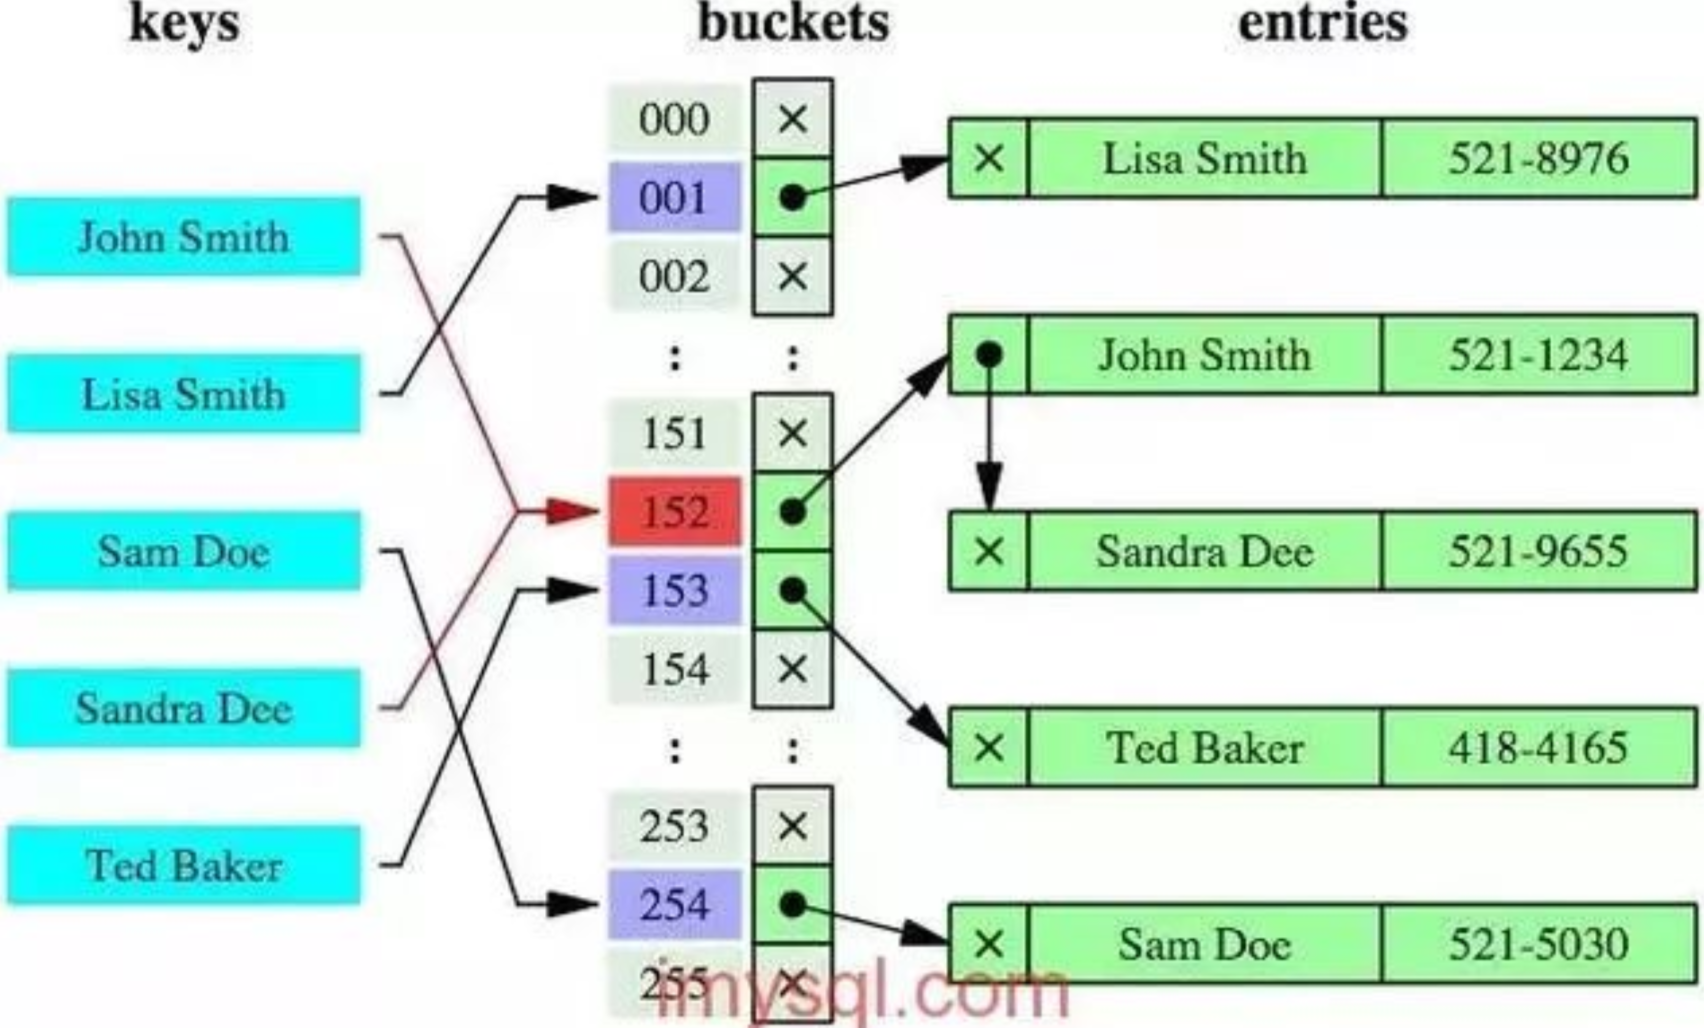 keys
buckets
entries
John Smith
Lisa Smith
Sam Doe
Sandra Dee
Ted Baker
000
001
002
:
:
151
152
153
154
:
:
253
254
255
Lisa Smith 521-8976
John Smith 521-1234
Sandra Dee 521-9655
Ted Baker 418-4165
Sam Doe 521-5030
imysql.com